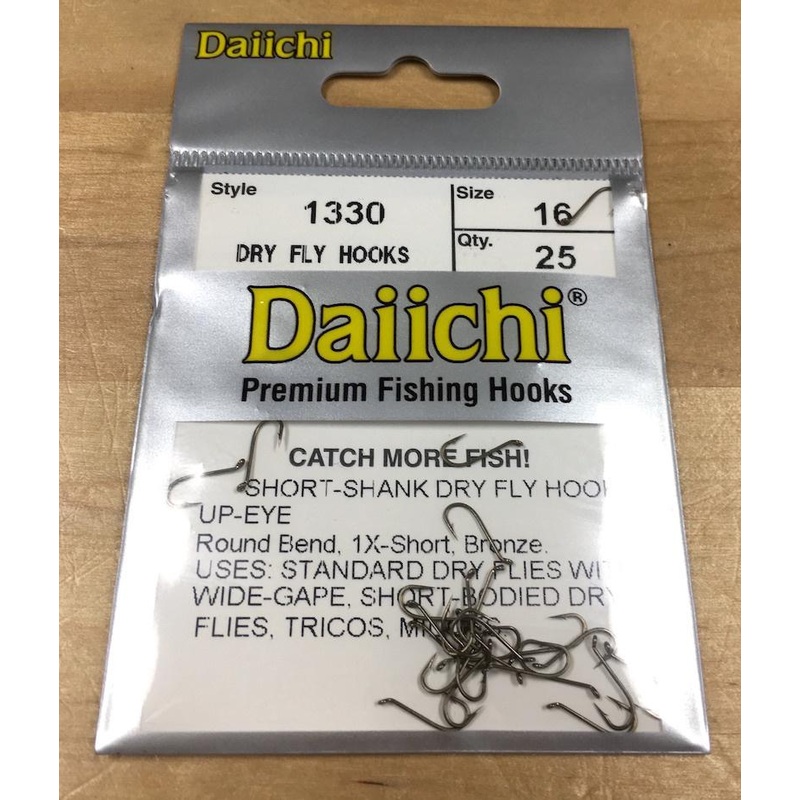 Daiichi
Style
1330
Size
16
DRY FLY HOOKS
Qty.
25
Daiichi®
Premium Fishing Hooks
CATCH MORE FISH!
SHORT-SHANK DRY FLY
UP-EYE
Round Bend, 1X-Short, Bronze.
USES: STANDARD DRY FLIES
WIDE-GAPE, SHORT-BODIED DRY
FLIES, TRICOS,